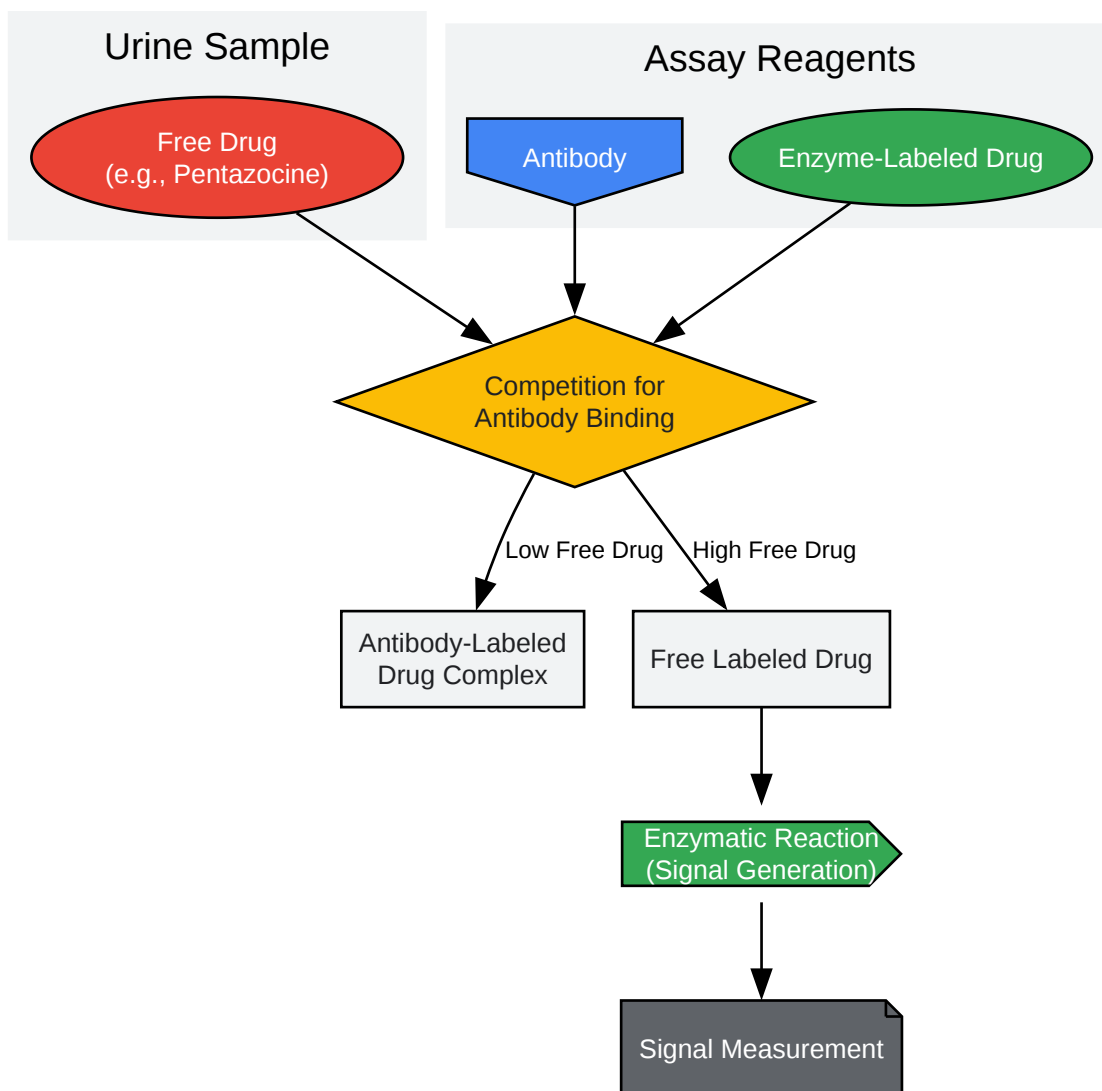 Urine Sample
Assay Reagents
Free Drug
(e.g., Pentazocine)
Antibody
Enzyme-Labeled Drug
Competition for
Antibody Binding
Low Free Drug
High Free Drug
Antibody-Labeled
Drug Complex
Free Labeled Drug
Enzymatic Reaction
(Signal Generation)
Signal Measurement